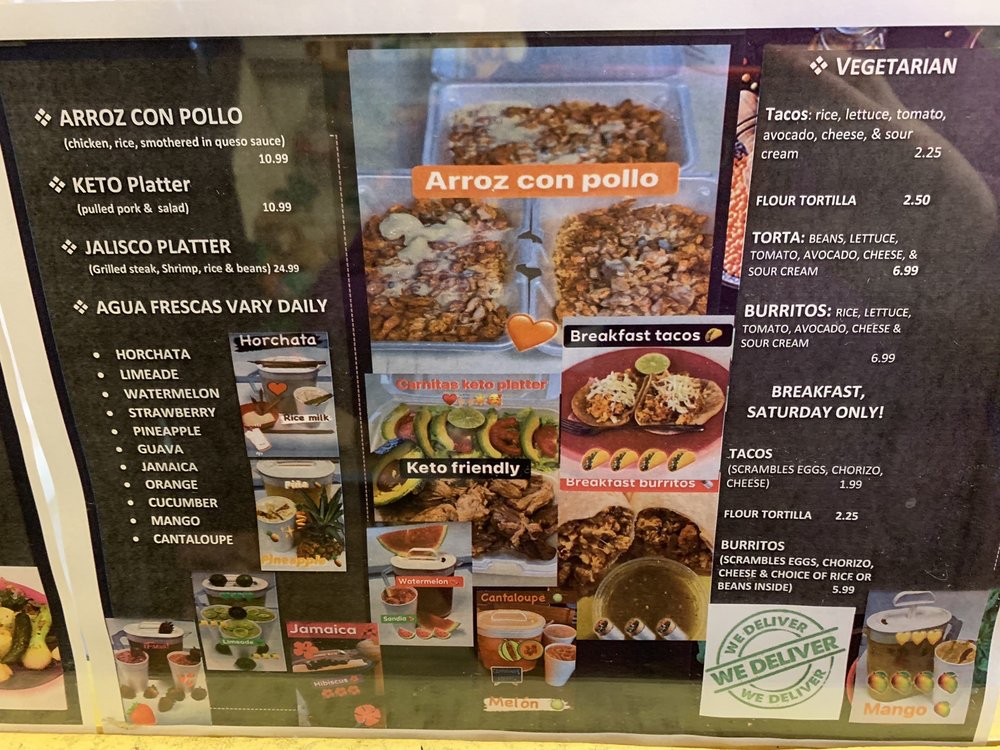 ❖ ARROZ CON POLLO
(chicken, rice, smothered in queso sauce)
10.99
❖ KETO Platter
(pulled pork & salad) 10.99
❖ JALISCO PLATTER
(Grilled steak, Shrimp, rice & beans) 24.99
❖ AGUA FRESCAS VARY DAILY
• HORCHATA
• LIMEADE
• WATERMELON
• STRAWBERRY
• PINEAPPLE
• GUAVA
• JAMAICA
• ORANGE
• CUCUMBER
• MANGO
• CANTALOUPE
Horchata
Rice milk
Piña
Pineapple
Limeade
Jamaica
Hibiscus
Arroz con pollo
Carnitas keto platter
Keto friendly
Watermelon
Sandia
Cantaloupe
Melón
Breakfast tacos
Breakfast burritos
❖ VEGETARIAN
Tacos: rice, lettuce, tomato,
avocado, cheese, & sour
cream 2.25
FLOUR TORTILLA 2.50
TORTA: BEANS, LETTUCE,
TOMATO, AVOCADO, CHEESE, &
SOUR CREAM 6.99
BURRITOS: RICE, LETTUCE,
TOMATO, AVOCADO, CHEESE &
SOUR CREAM
6.99
BREAKFAST,
SATURDAY ONLY!
TACOS
(SCRAMBLES EGGS, CHORIZO,
CHEESE) 1.99
FLOUR TORTILLA 2.25
BURRITOS
(SCRAMBLES EGGS, CHORIZO,
CHEESE & CHOICE OF RICE OR
BEANS INSIDE) 5.99
WE DELIVER
WE DELIVER
WE DELIVER
Mango